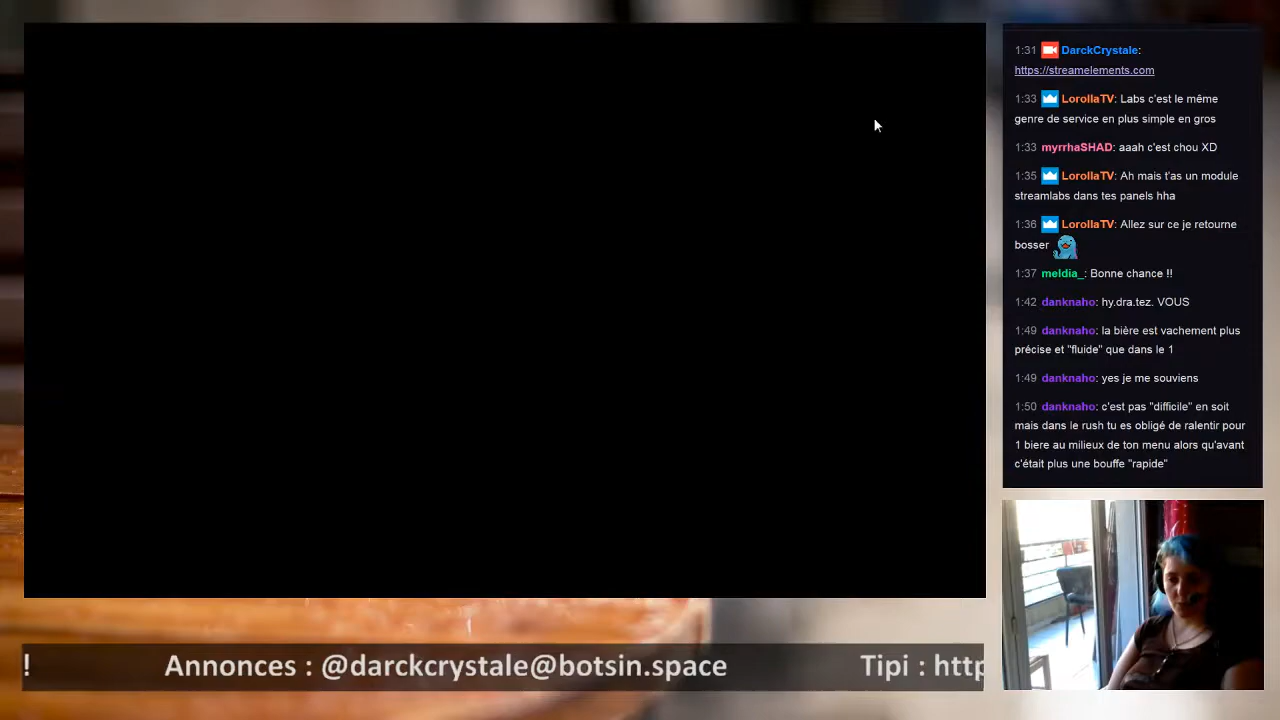 1:31 DarckCrystale:
https://streamelements.com
1:33 LorollaTV: Labs c'est le même
genre de service en plus simple en gros
1:33 myrrhaSHAD: aaah c'est chou XD
1:35 LorollaTV: Ah mais t'as un module
streamlabs dans tes panels hha
1:36 LorollaTV: Allez sur ce je retourne
bosser
1:37 meldia_: Bonne chance !!
1:42 danknaho: hy.dra.tez. VOUS
1:49 danknaho: la bière est vachement plus
précise et "fluide" que dans le 1
1:49 danknaho: yes je me souviens
1:50 danknaho: c'est pas "difficile" en soit
mais dans le rush tu es obligé de ralentir pour
1 biere au milieu de ton menu alors qu'avant
c'était plus une bouffe "rapide"
! Annonces : @darckcrystale@botsin.space Tipi : http